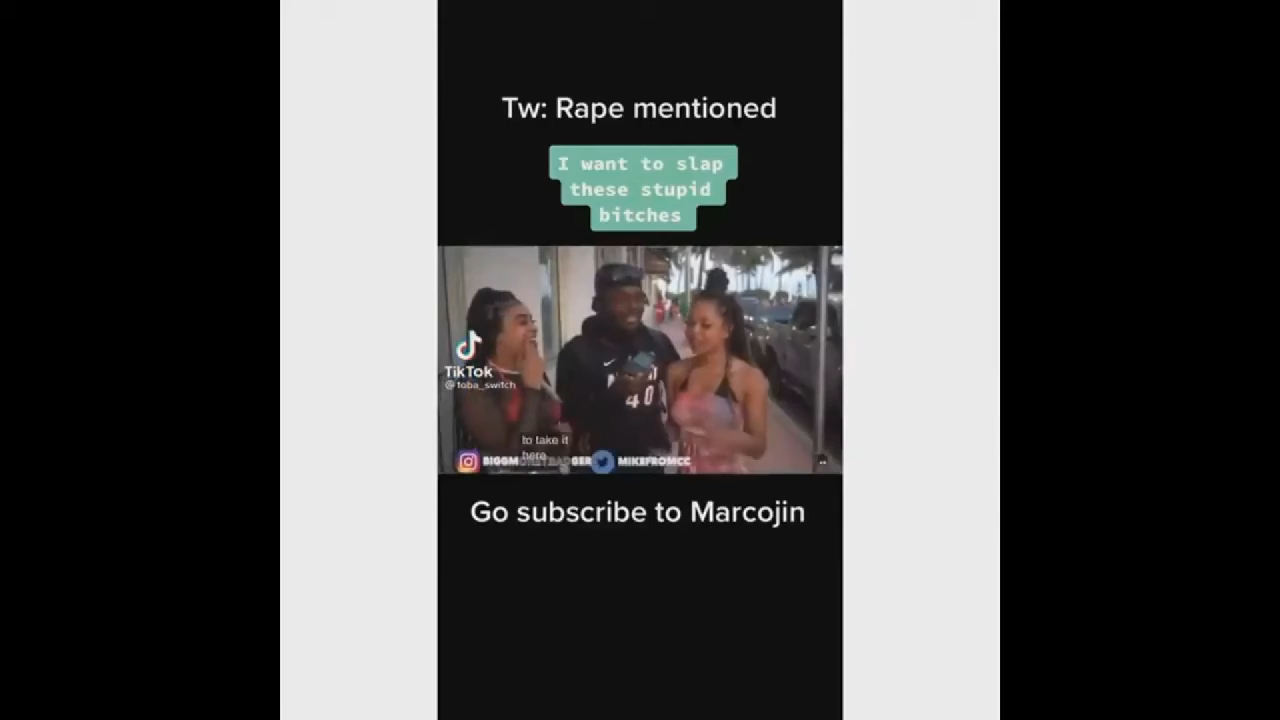 Tw: Rape mentioned
I want to slap
these stupid
bitches
TikTok
@toba_switch
to take it
here
MIKEFROMCC
Go subscribe to Marcojin